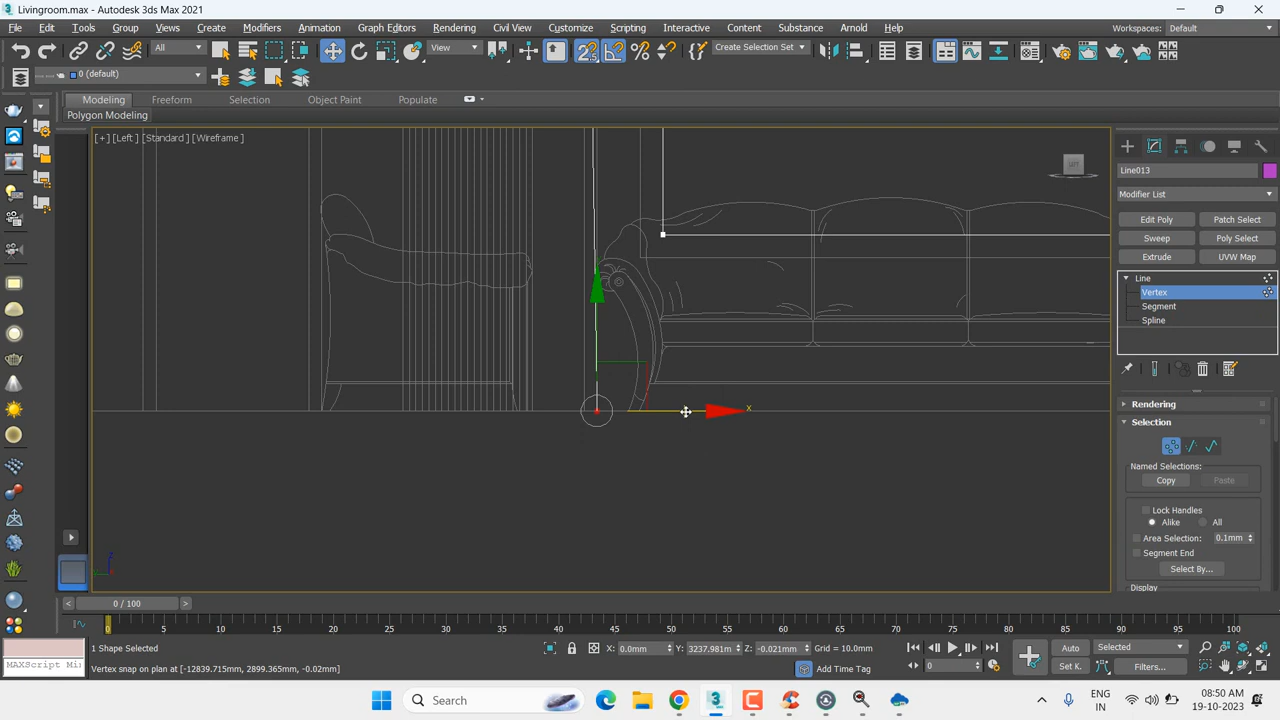 Livingroom.max - Autodesk 3ds Max 2021
File Edit Tools Group Views Create Modifiers Animation Graph Editors Rendering Civil View Customize Scripting Interactive Content Substance Arnold Help
Workspaces: Default
All
View
Create Selection Set
0 (default)
Modeling Freeform Selection Object Paint Populate
Polygon Modeling
[+] [Left] [Standard] [Wireframe]
LEFT
x
z
Line013
Modifier List
Edit Poly Patch Select
Sweep Poly Select
Extrude UVW Map
Line
Vertex
Segment
Spline
Rendering
Selection
Named Selections:
Copy Paste
Lock Handles
Alike All
Area Selection: 0.1mm
Segment End
Select By...
Display
< 0 / 100 >
0 5 10 15 20 25 30 35 40 45 50 55 60 65 70 75 80 85 90 95 100
1 Shape Selected
X: 0.0mm Y: 3237.981m Z: -0.021mm Grid = 10.0mm
Auto Selected
MAXScript Mi
Vertex snap on plan at [-12839.715mm, 2899.365mm, -0.02mm]
Add Time Tag
0
Set K. Filters...
Search
ENG
IN
08:50 AM
19-10-2023